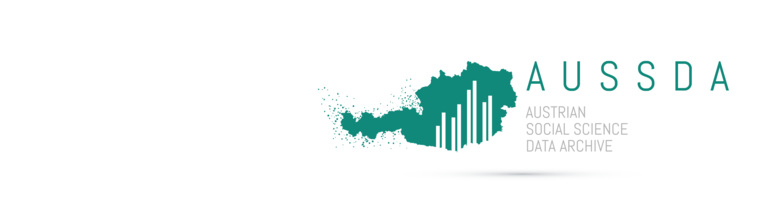 AUSSDA
AUSTRIAN
SOCIAL SCIENCE
DATA ARCHIVE